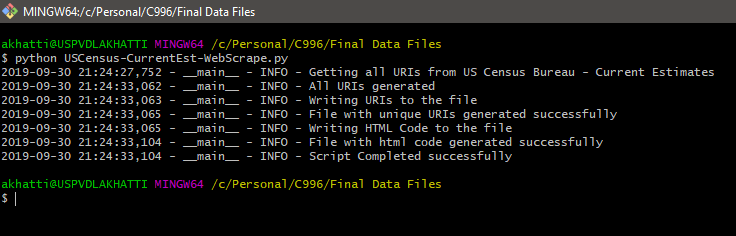 MINGW64:/c/Personal/C996/Final Data Files
akhatti@USPVDLAKHATTI MINGW64 /c/Personal/C996/Final Data Files
$ python USCensus-CurrentEst-WebScrape.py
2019-09-30 21:24:27,752 - __main__ - INFO - Getting all URIs from US Census Bureau - Current Estimates
2019-09-30 21:24:33,062 - __main__ - INFO - All URIs generated
2019-09-30 21:24:33,063 - __main__ - INFO - Writing URIs to the file
2019-09-30 21:24:33,065 - __main__ - INFO - File with unique URIs generated successfully
2019-09-30 21:24:33,065 - __main__ - INFO - Writing HTML Code to the file
2019-09-30 21:24:33,104 - __main__ - INFO - File with html code generated successfully
2019-09-30 21:24:33,104 - __main__ - INFO - Script Completed successfully
akhatti@USPVDLAKHATTI MINGW64 /c/Personal/C996/Final Data Files
$